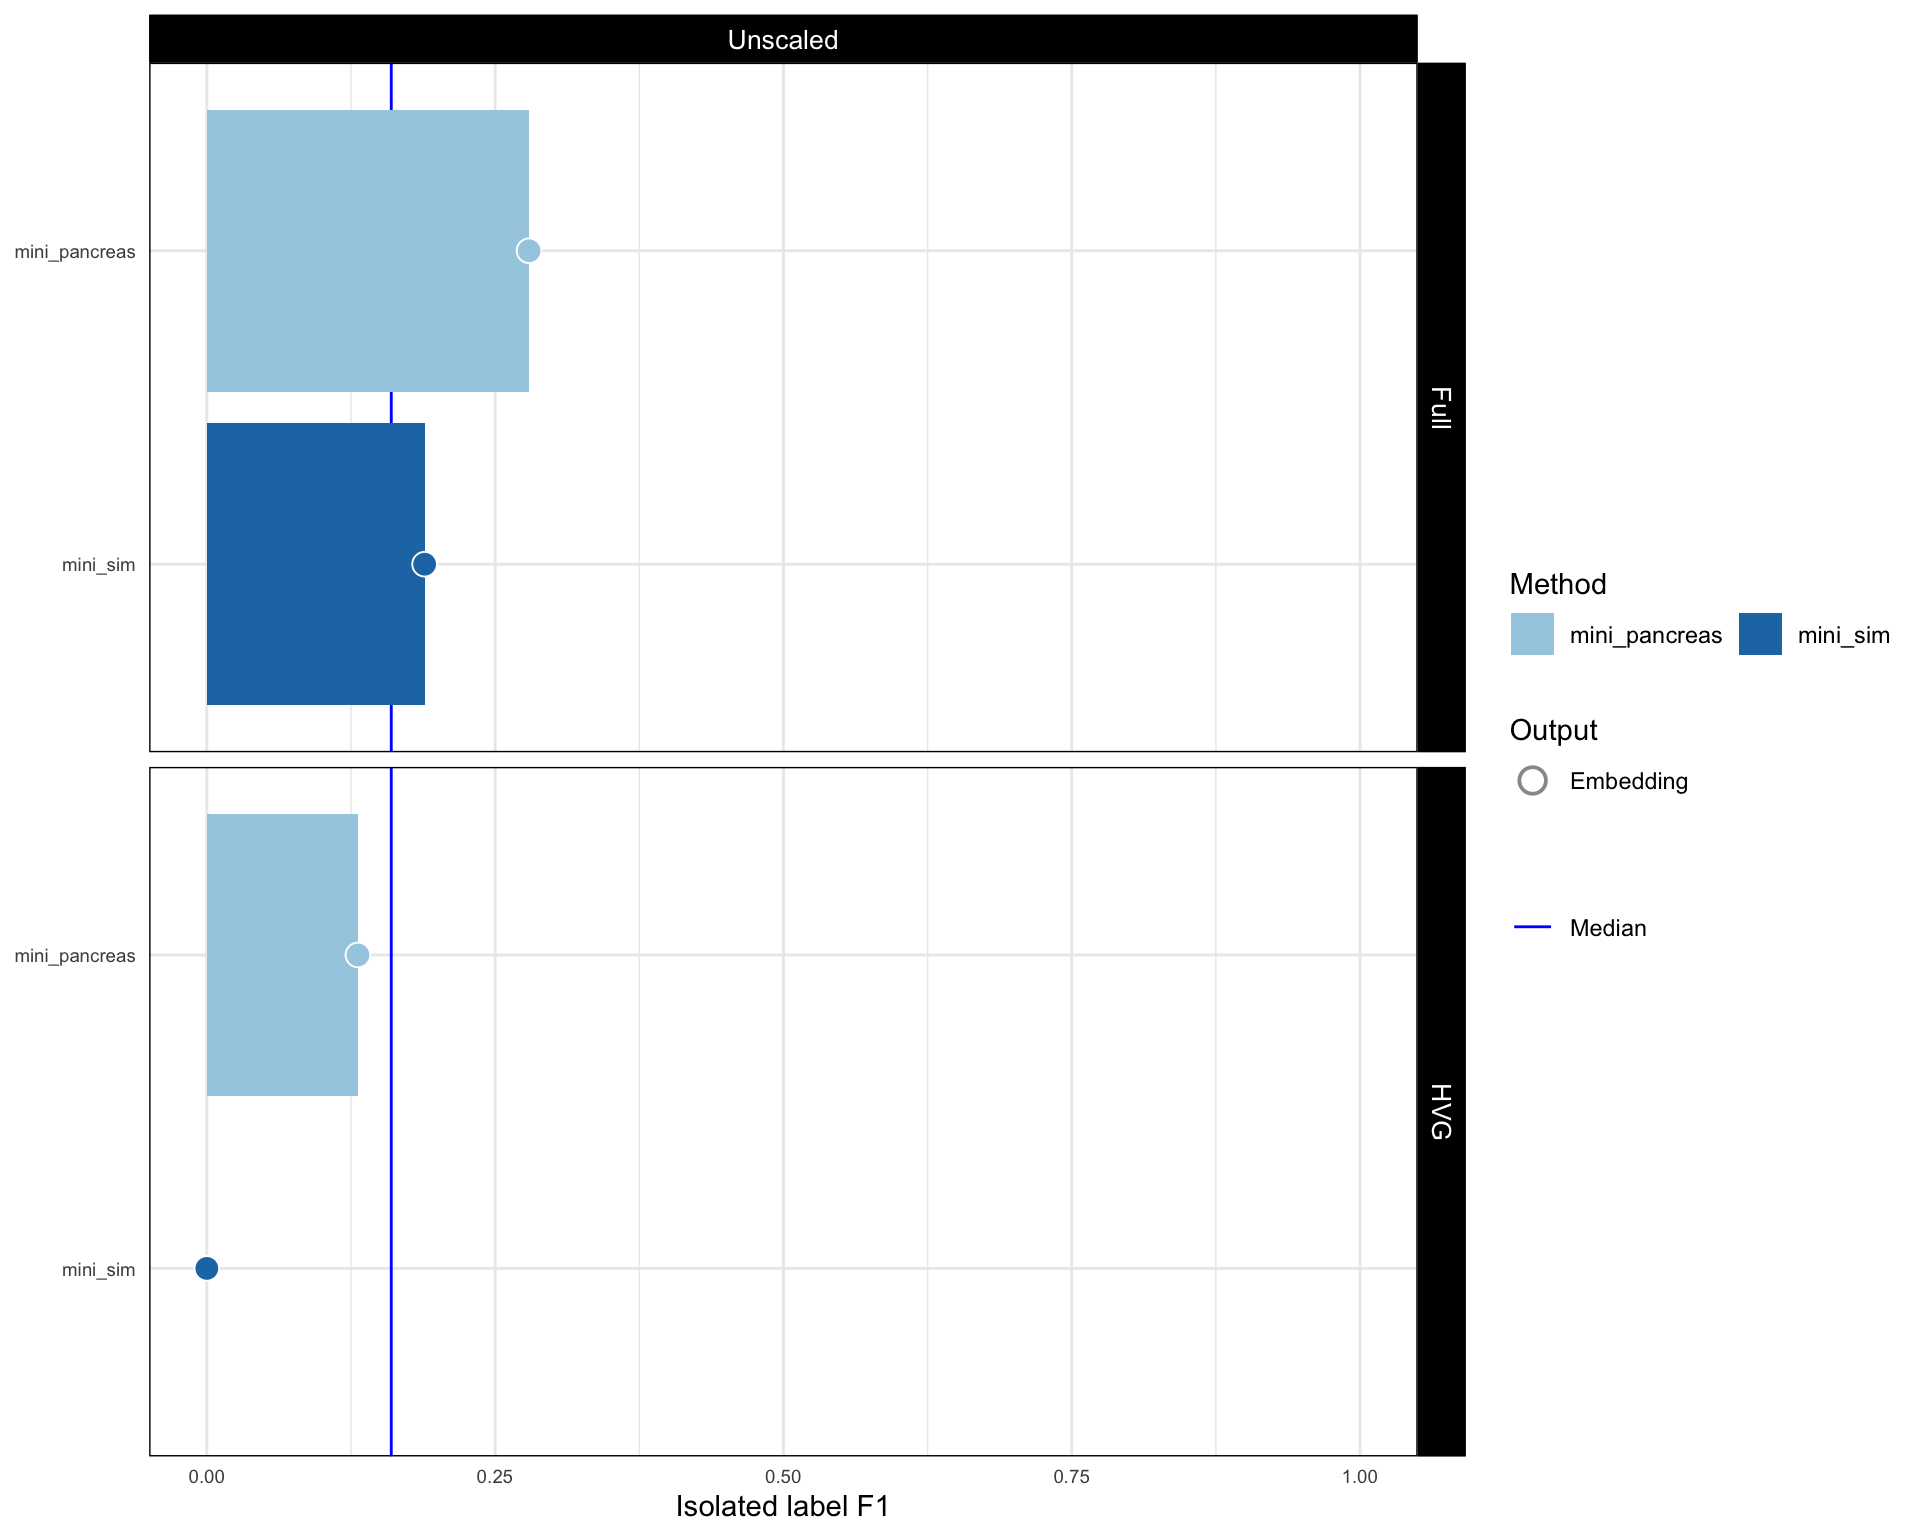 Unscaled
mini_pancreas
mini_sim
Full
mini_pancreas
mini_sim
HVG
0.00 0.25 0.50 0.75 1.00
Isolated label F1
Method
mini_pancreas mini_sim
Output
Embedding
Median